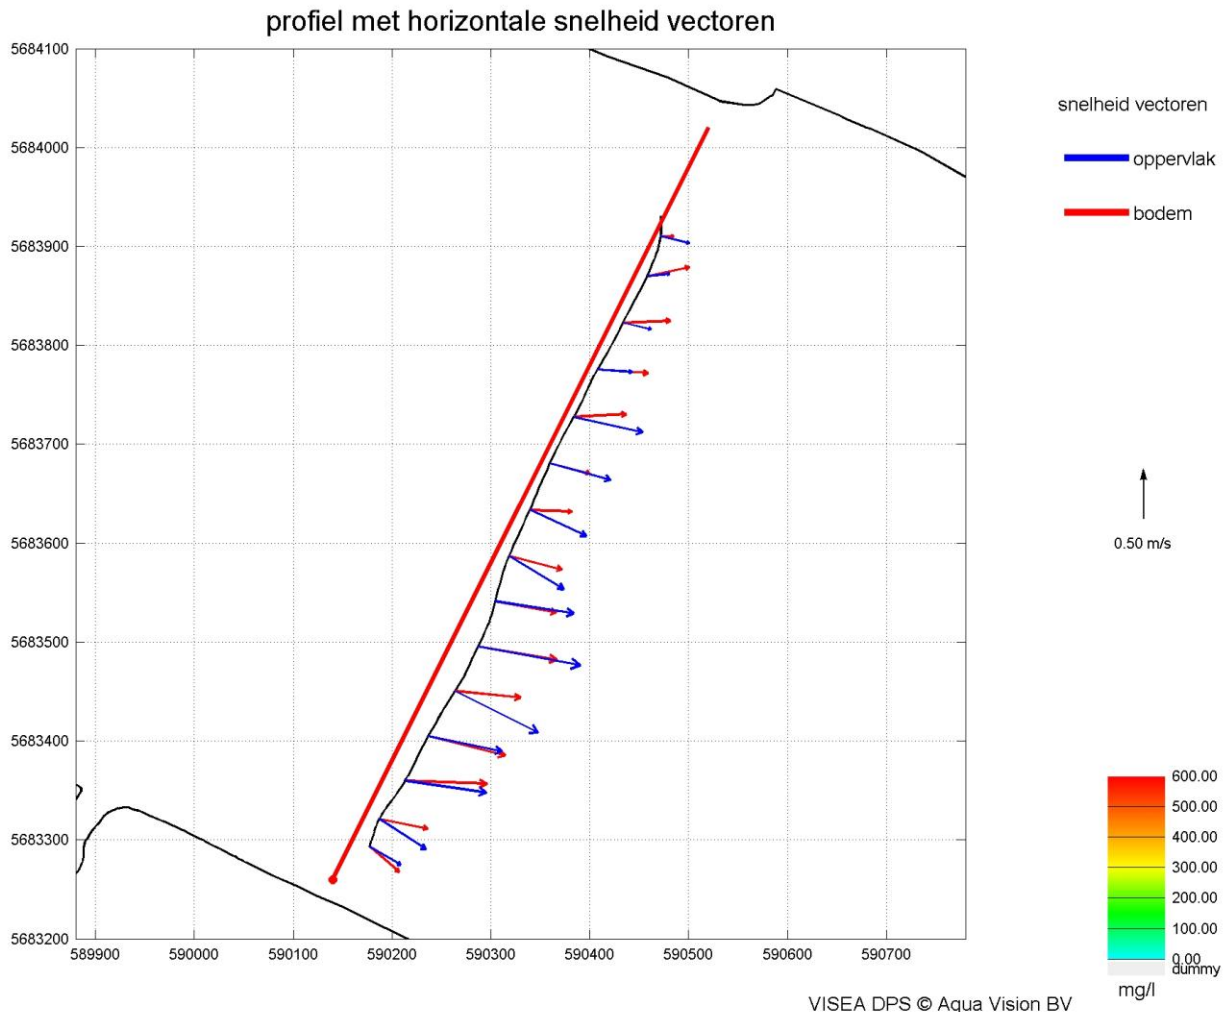 profiel met horizontale snelheid vectoren
5684100
5684000
5683900
5683800
5683700
5683600
5683500
5683400
5683300
5683200
589900 590000 590100 590200 590300 590400 590500 590600 590700
snelheid vectoren
oppervlak
bodem
0.50 m/s
600.00
500.00
400.00
300.00
200.00
100.00
0.00
dummy
mg/l
VISEA DPS © Aqua Vision BV